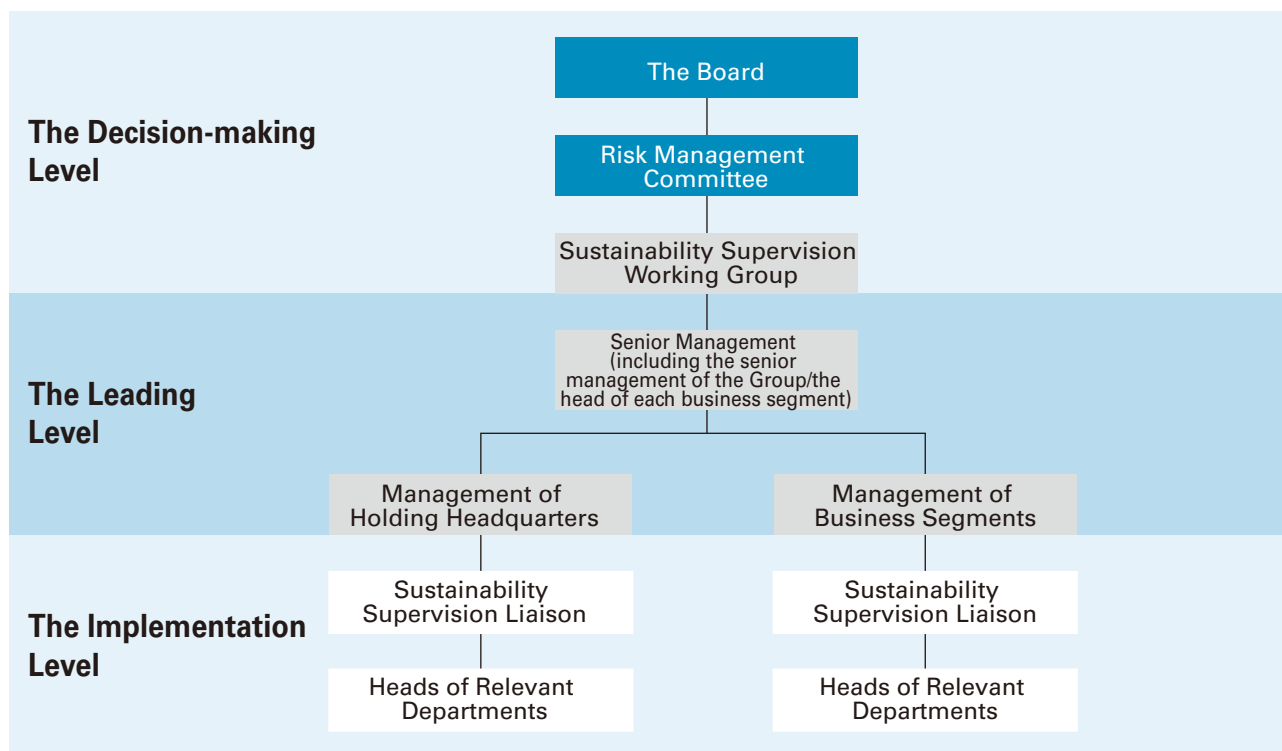 The Decision-making
Level
The Board
Risk Management
Committee
Sustainability Supervision
Working Group
The Leading
Level
Senior Management
(including the senior
management of the Group/the
head of each business segment)
Management of
Holding Headquarters
Management of
Business Segments
The Implementation
Level
Sustainability
Supervision Liaison
Sustainability
Supervision Liaison
Heads of Relevant
Departments
Heads of Relevant
Departments